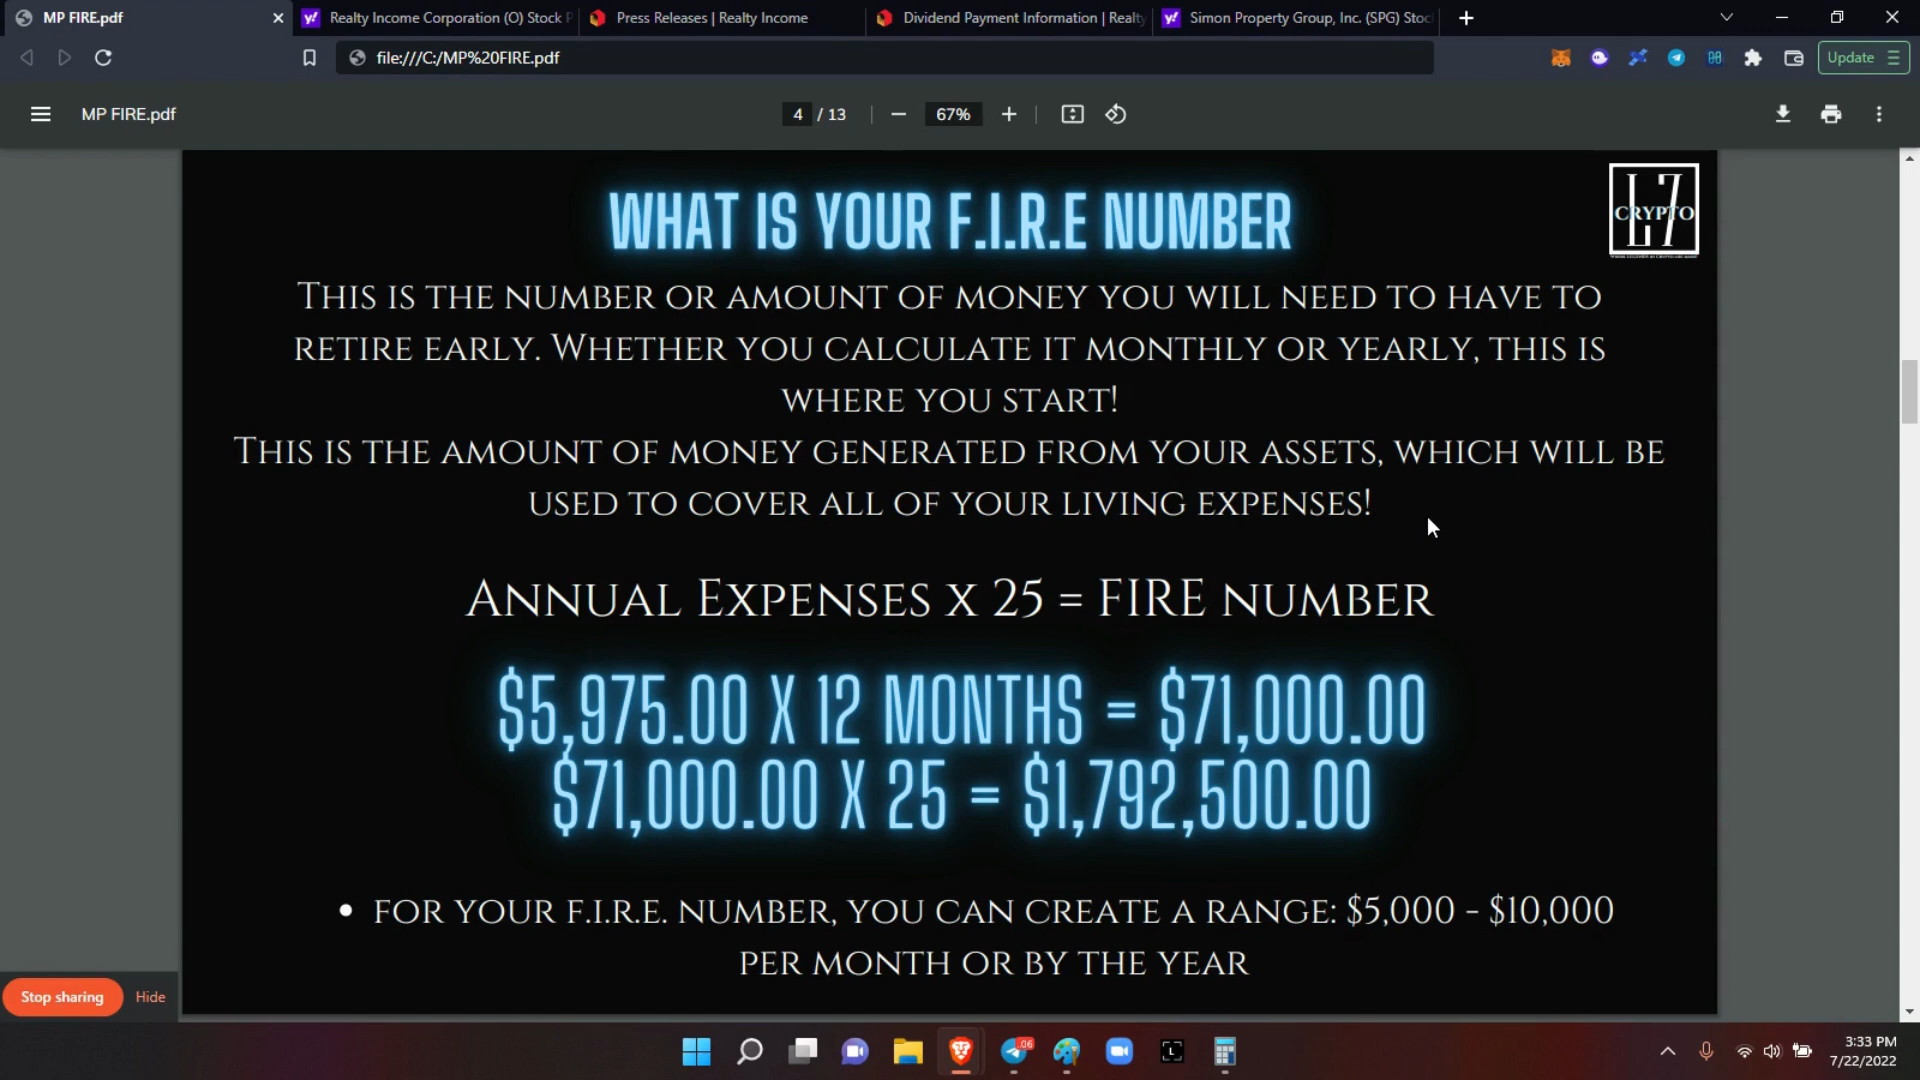 MP FIRE.pdf
Realty Income Corporation (O) Stock P
Press Releases | Realty Income
Dividend Payment Information | Realty
Simon Property Group, Inc. (SPG) Stoc
file:///C:/MP%20FIRE.pdf
Update
MP FIRE.pdf
4 / 13
67%
WHAT IS YOUR F.I.R.E NUMBER
L7
CRYPTO
This is the number or amount of money you will need to have to
retire early. Whether you calculate it monthly or yearly, this is
where you start!
This is the amount of money generated from your assets, which will be
used to cover all of your living expenses!
Annual Expenses x 25 = FIRE number
$5,975.00 X 12 MONTHS = $71,000.00
$71,000.00 X 25 = $1,792,500.00
• for your F.I.R.E. number, you can create a range: $5,000 - $10,000
per month or by the year
Stop sharing
Hide
3:33 PM
7/22/2022